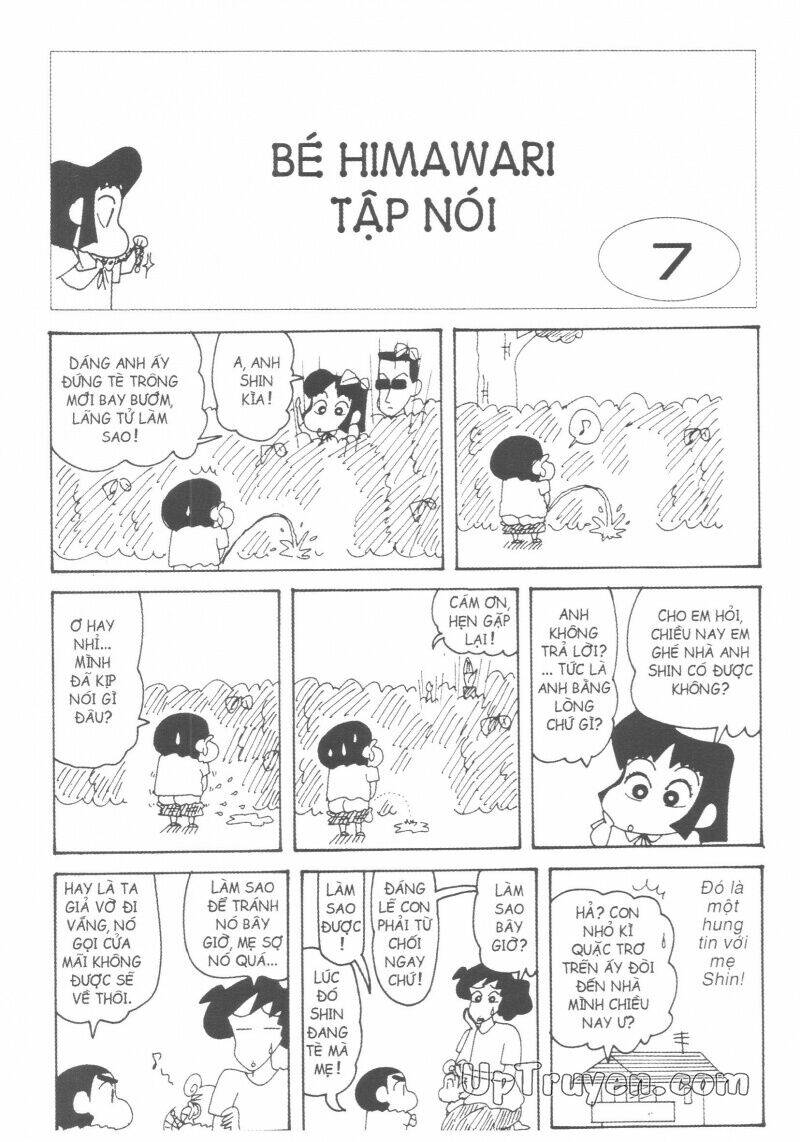 BÉ HIMAWARI
TẬP NÓI
7
A, ANH
SHIN
KÌA!
DÁNG ANH ẤY
ĐỨNG TÈ TRÔNG
MỚI BAY BƯỚM,
LÃNG TỬ LÀM
SAO!
CHO EM HỎI,
CHIỀU NAY EM
GHÉ NHÀ ANH
SHIN CÓ ĐƯỢC
KHÔNG?
ANH
KHÔNG
TRẢ LỜI?
... TỨC LÀ
ANH BẰNG
LÒNG
CHỨ GÌ?
CÁM ƠN,
HẸN GẶP
LẠI!
Ơ HAY
NHỈ...
MÌNH
ĐÃ KỊP
NÓI GÌ
ĐÂU?
Đó là
một
hung
tin với
mẹ
Shin!
HẢ? CON
NHỎ KÌ
QUẶC TRƠ
TRẼN ẤY ĐÒI
ĐẾN NHÀ
MÌNH CHIỀU
NAY Ư?
LÀM
SAO
BÂY
GIỜ?
ĐÁNG
LẼ CON
PHẢI TỪ
CHỐI
NGAY
CHỨ!
LÀM
SAO
ĐƯỢC
!
LÚC
ĐÓ
SHIN
ĐANG
TÈ MÀ
MẸ!
LÀM SAO
ĐỂ TRÁNH
NÓ BÂY
GIỜ, MẸ SỢ
NÓ QUÁ...
HAY LÀ TA
GIẢ VỜ ĐI
VẮNG, NÓ
GỌI CỬA
MÃI KHÔNG
ĐƯỢC SẼ
VỀ THÔI.
UpTruyen.com